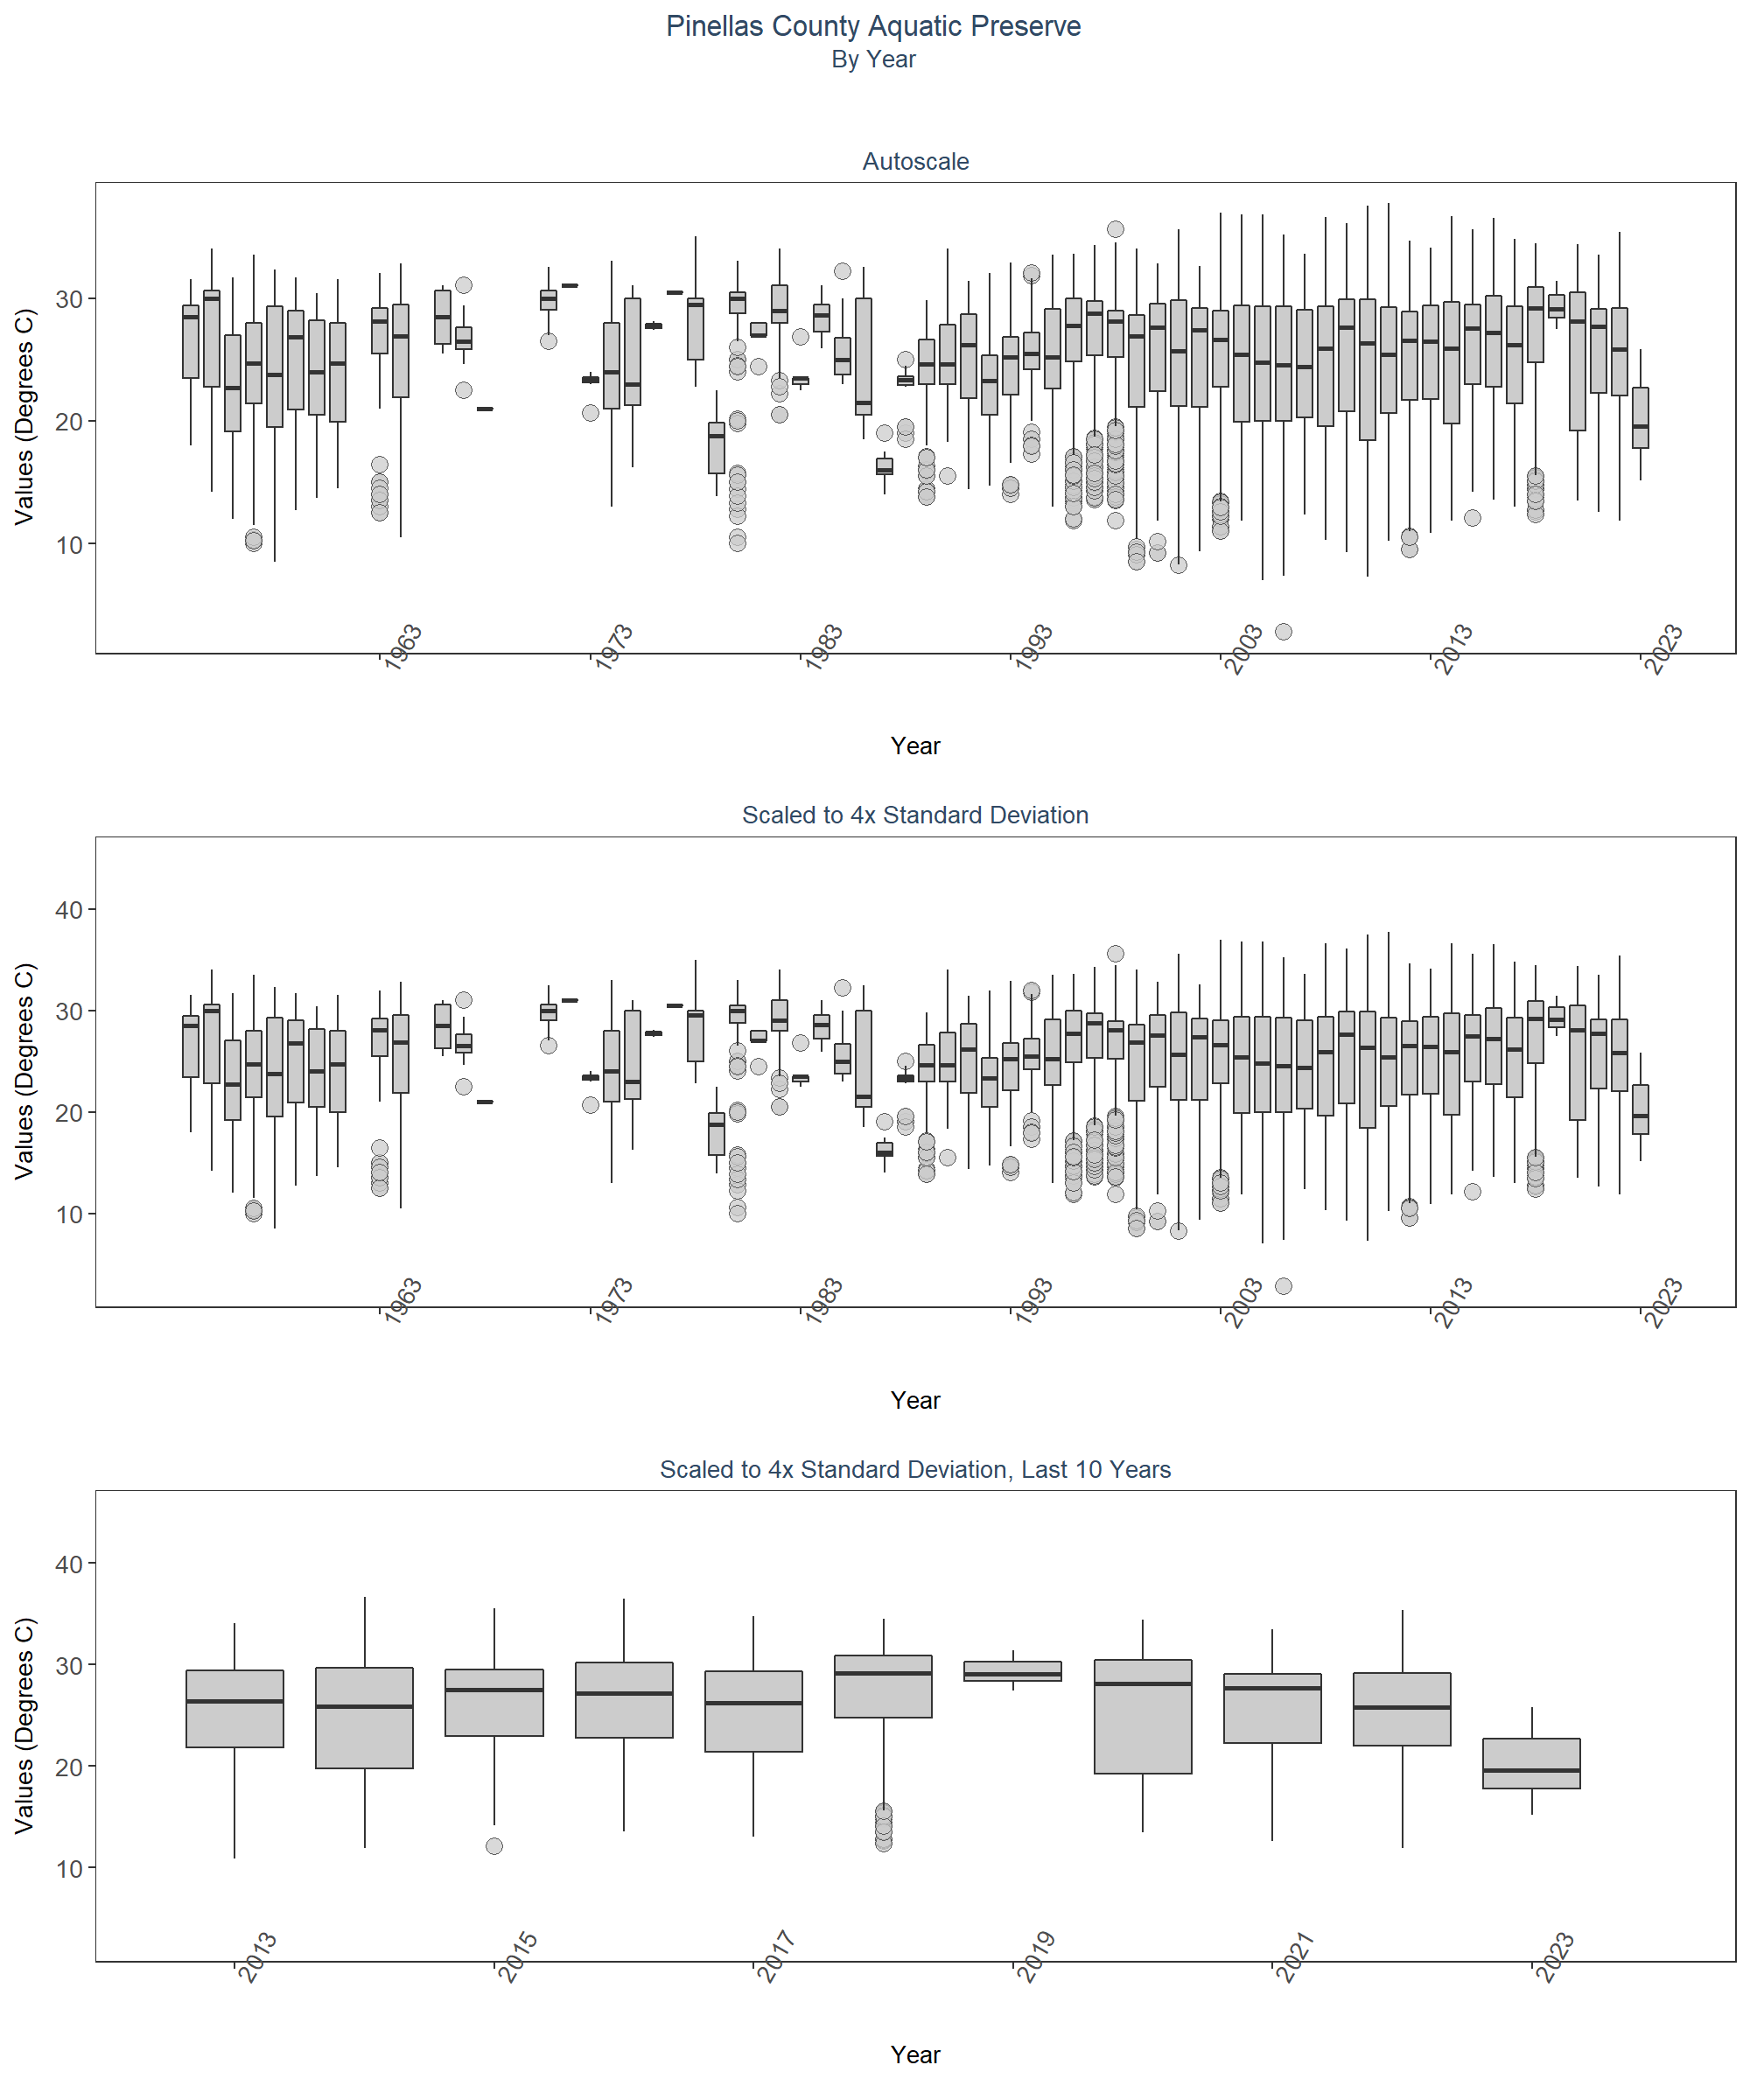 Pinellas County Aquatic Preserve
By Year
Autoscale
Values (Degrees C)
30
20
10
1963
1973
1983
1993
2003
2013
2023
Year
Scaled to 4x Standard Deviation
Values (Degrees C)
40
30
20
10
1963
1973
1983
1993
2003
2013
2023
Year
Scaled to 4x Standard Deviation, Last 10 Years
Values (Degrees C)
40
30
20
10
2013
2015
2017
2019
2021
2023
Year